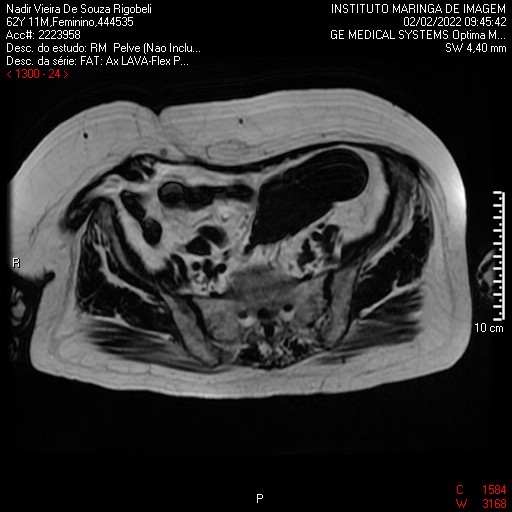 Nadir Vieira De Souza Rigobeli
62Y 11M,Feminino,444535
Acc#: 2223958
Desc. do estudo: RM Pelve (Nao Inclu...
Desc. da série: FAT: Ax LAVA-Flex P...
< 1300 - 24 >
INSTITUTO MARINGA DE IMAGEM
02/02/2022 09:45:42
GE MEDICAL SYSTEMS Optima M...
SW 4,40 mm
R
10 cm
P
C 1584
W 3168